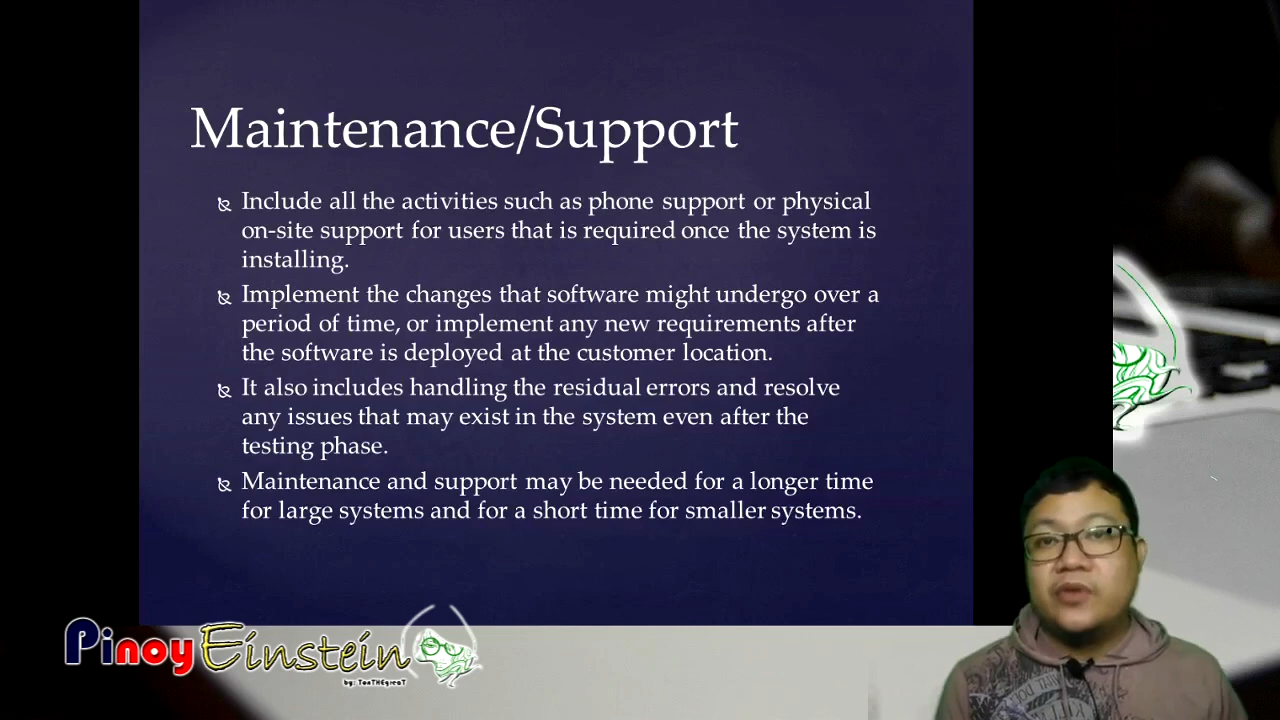 Maintenance/Support
Include all the activities such as phone support or physical
on-site support for users that is required once the system is
installing.
Implement the changes that software might undergo over a
period of time, or implement any new requirements after
the software is deployed at the customer location.
It also includes handling the residual errors and resolve
any issues that may exist in the system even after the
testing phase.
Maintenance and support may be needed for a longer time
for large systems and for a short time for smaller systems.
Pinoy Einstein
by: TonTHEgreaT